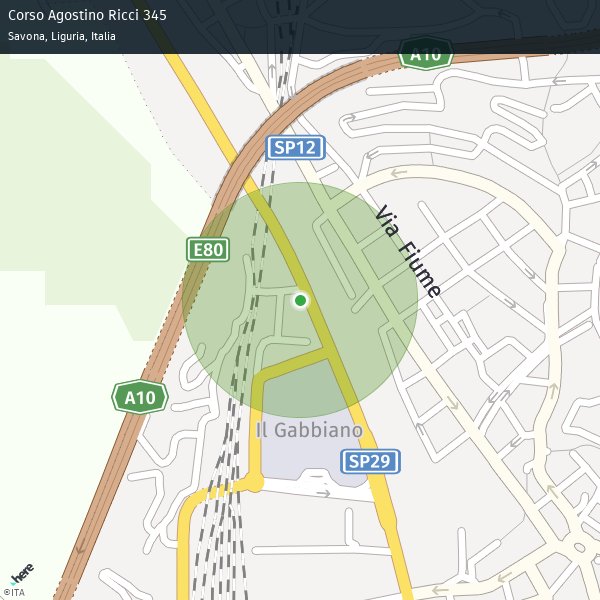 Corso Agostino Ricci 345
Savona, Liguria, Italia
A10
SP12
Via Fiume
E80
A10
Il Gabbiano
SP29
here
©ITA